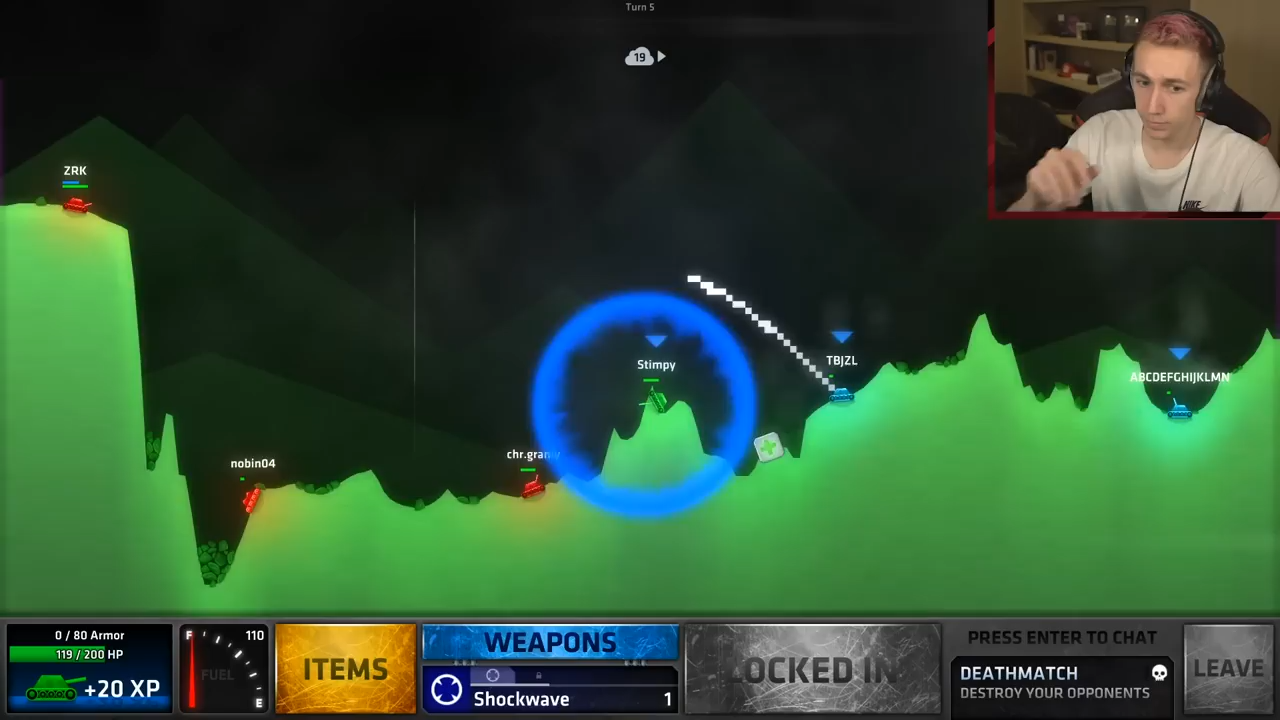 Turn 5
19
ZRK
Stimpy
TBJZL
ABCDEFGHIJKLMN
nobin04
NIKE
0 / 80 Armor
119 / 200 HP
+20 XP
F
110
FUEL
E
ITEMS
WEAPONS
Shockwave
1
LOCKED IN
PRESS ENTER TO CHAT
DEATHMATCH
DESTROY YOUR OPPONENTS
LEAVE